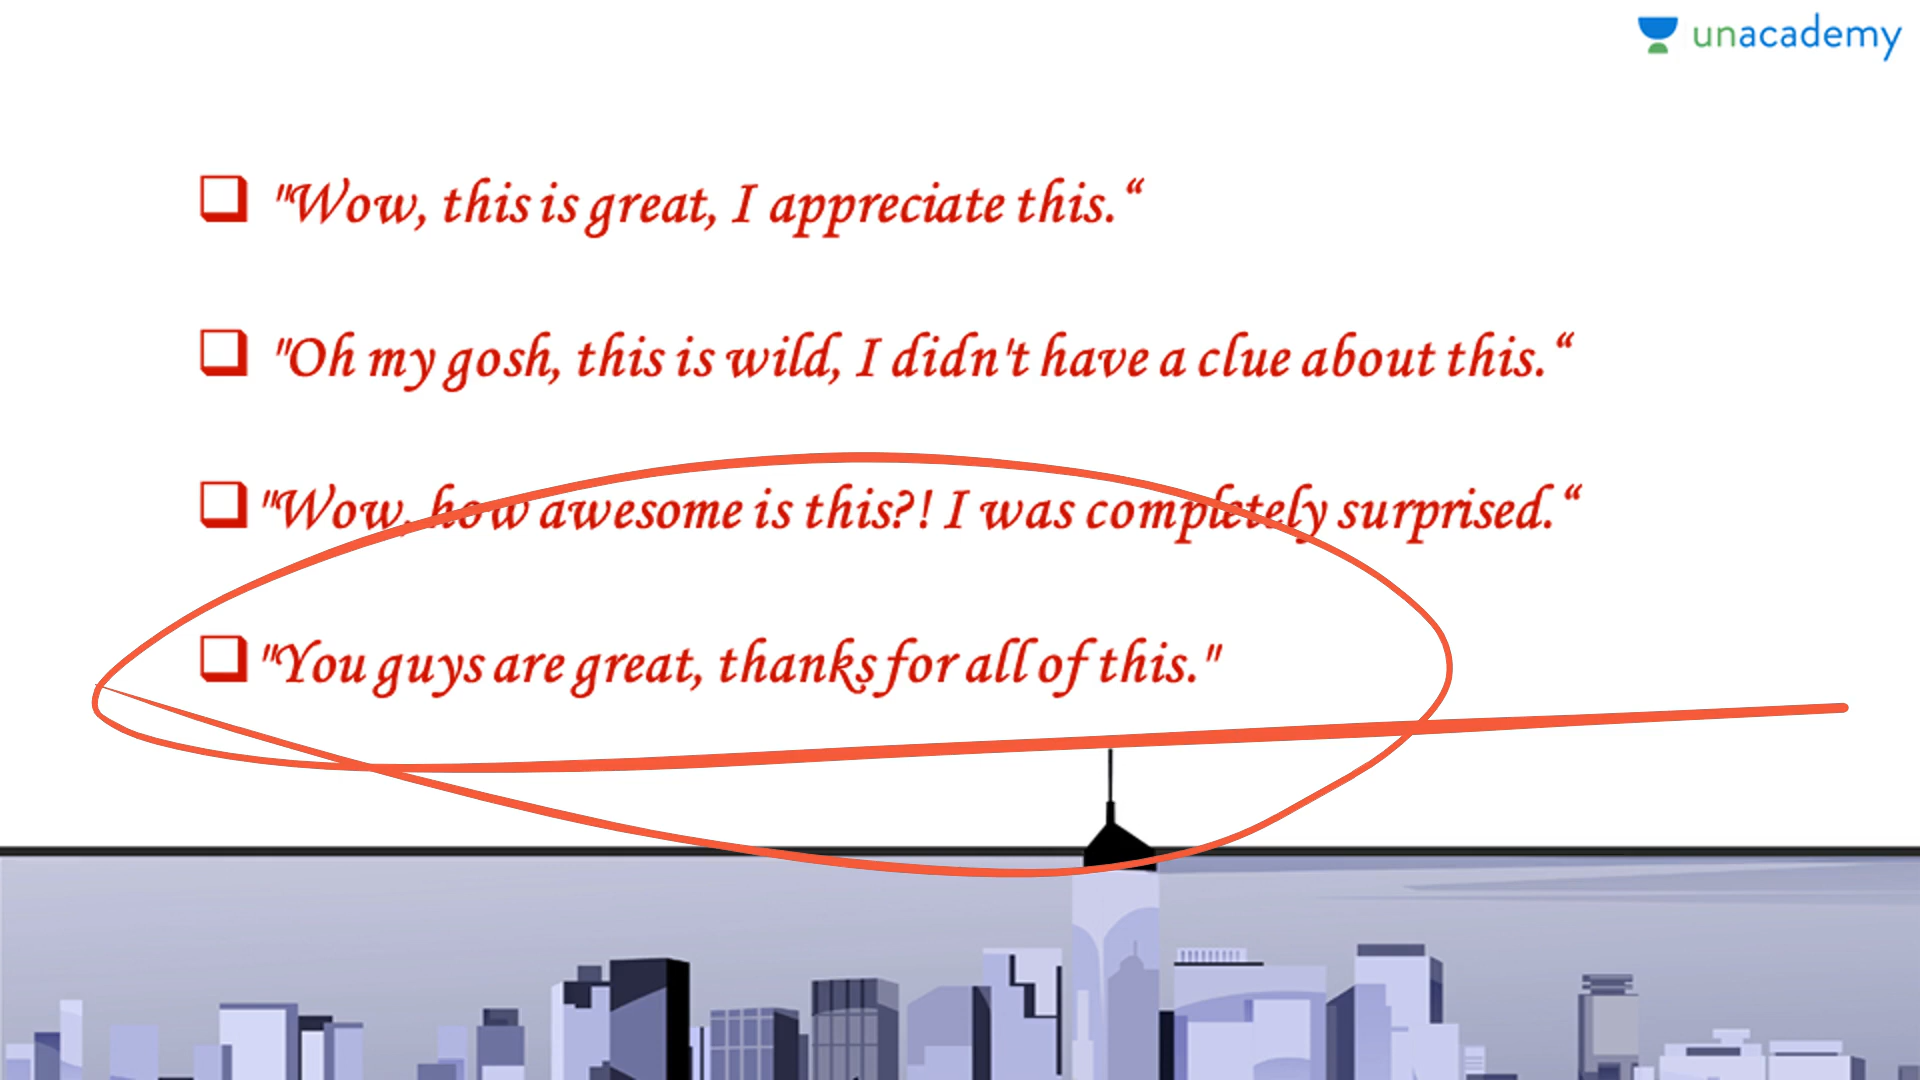 unacademy
"Wow, this is great, I appreciate this.“
"Oh my gosh, this is wild, I didn't have a clue about this.“
"Wow, how awesome is this?! I was completely surprised.“
"You guys are great, thanks for all of this."